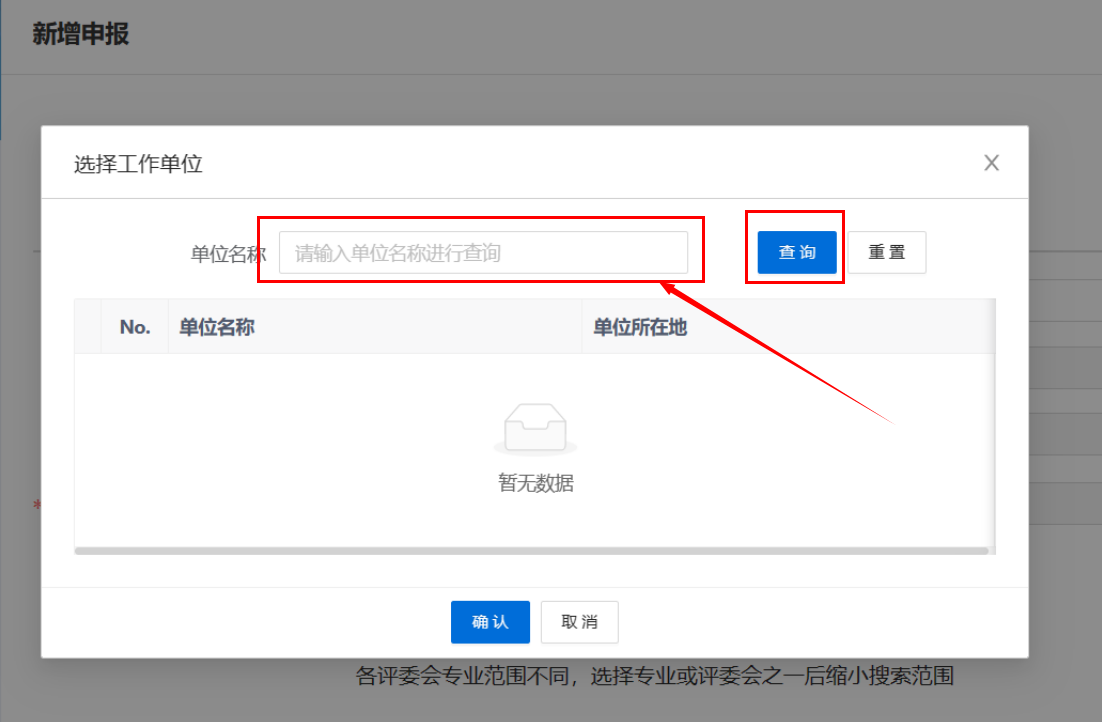 新增申报
选择工作单位
单位名称 请输入单位名称进行查询 查 询 重 置
No. 单位名称 单位所在地
暂无数据
*
确 认 取 消
各评委会专业范围不同，选择专业或评委会之一后缩小搜索范围